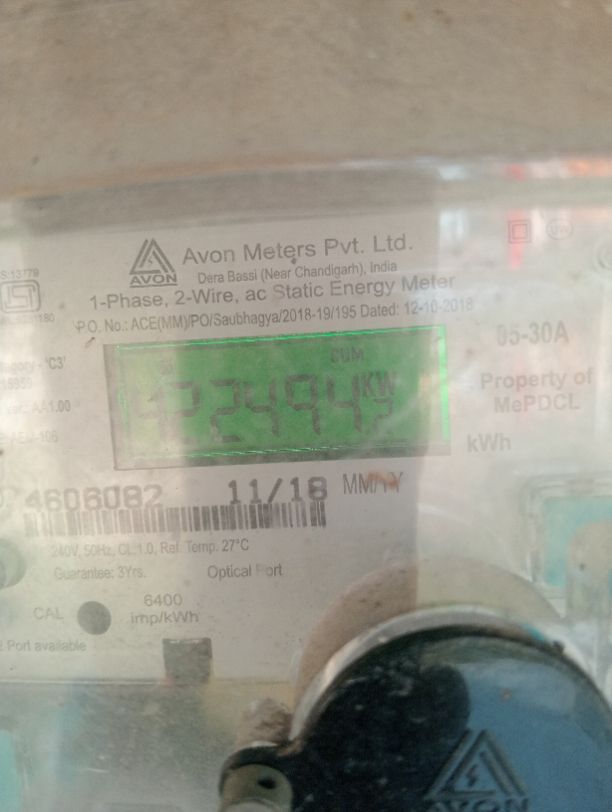 Avon Meters Pvt. Ltd.
AVON
Dera Bassi (Near Chandigarh), India
1-Phase, 2-Wire, ac Static Energy Meter
P.O. No.: ACE(MM)/PO/Saubhagya/2018-19/195 Dated: 12-10-2018
05-30A
CUM
KW
Property of
MePDCL
kWh
4606082 11/18 MM/YY
240V, 50Hz, CL 1.0, Ref. Temp. 27°C
Guarantee: 3Yrs. Optical Port
CAL
6400
imp/kWh
Port available
AVON